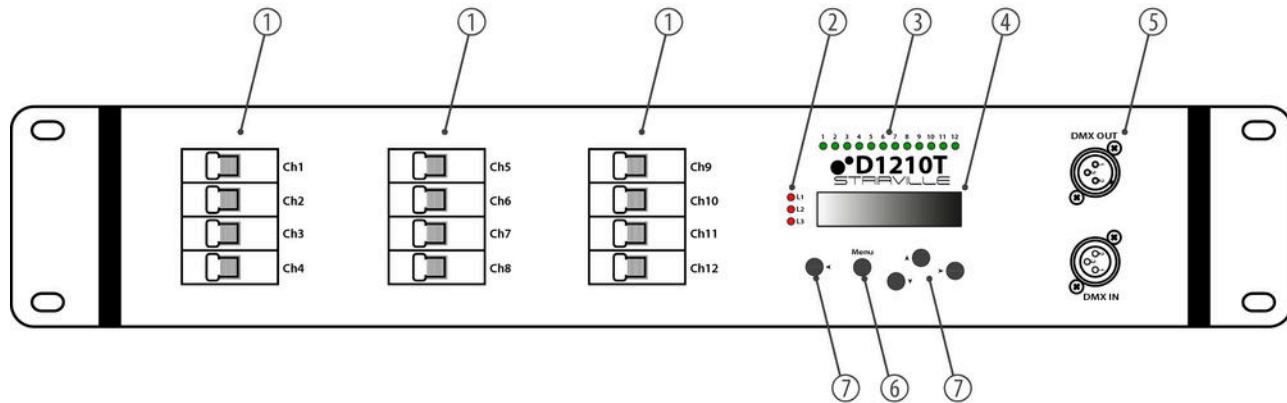 1 1 1 2 3 4 5
1 2 3 4 5 6 7 8 9 10 11 12
D1210T
STAIRVILLE
DMX OUT
Ch1 Ch5 Ch9
Ch2 Ch6 Ch10
Ch3 Ch7 Ch11
Ch4 Ch8 Ch12
L1
L2
L3
Menu
DMX IN
7 6 7